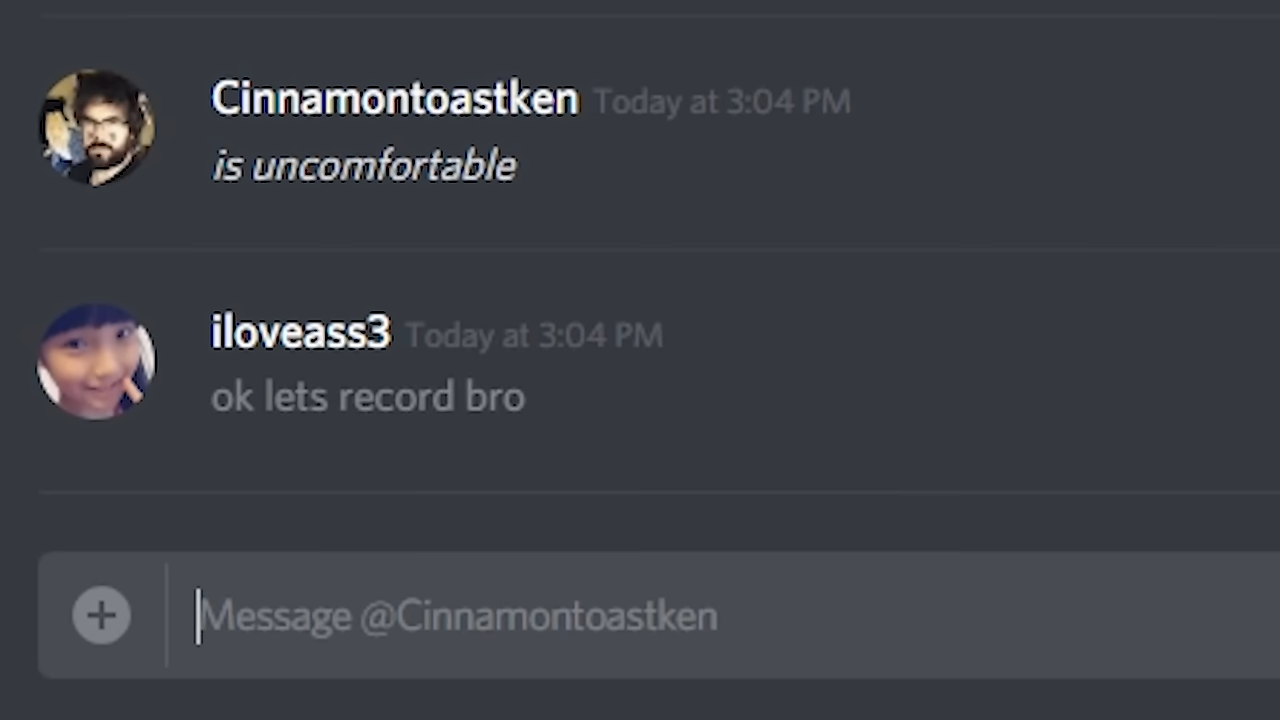 Cinnamontoastken Today at 3:04 PM
is uncomfortable
iloveass3 Today at 3:04 PM
ok lets record bro
Message @Cinnamontoastken